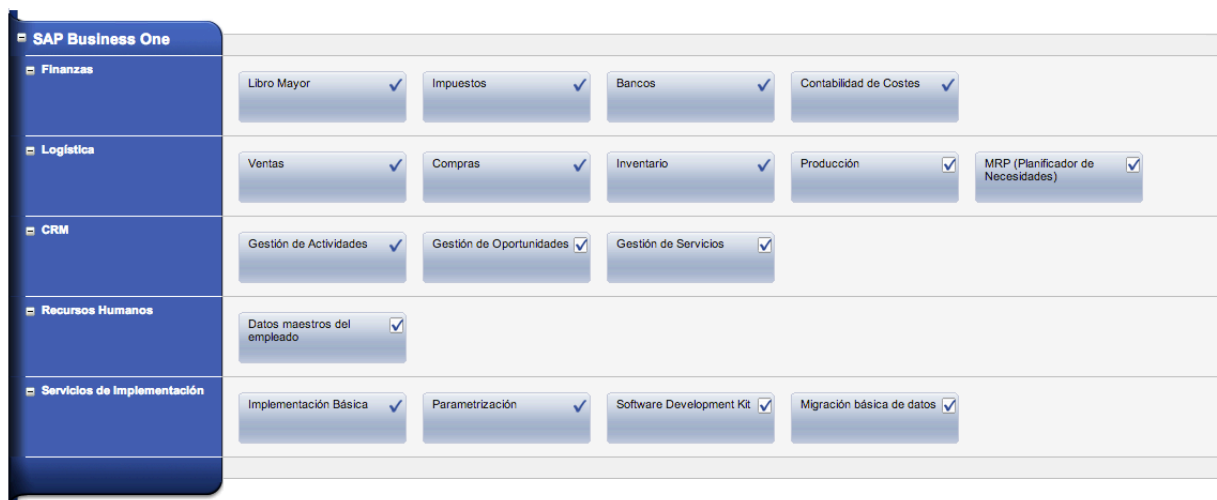 SAP Business One
Finanzas
Libro Mayor
Impuestos
Bancos
Contabilidad de Costes
Logística
Ventas
Compras
Inventario
Producción
MRP (Planificador de
Necesidades)
CRM
Gestión de Actividades
Gestión de Oportunidades
Gestión de Servicios
Recursos Humanos
Datos maestros del
empleado
Servicios de Implementación
Implementación Básica
Parametrización
Software Development Kit
Migración básica de datos